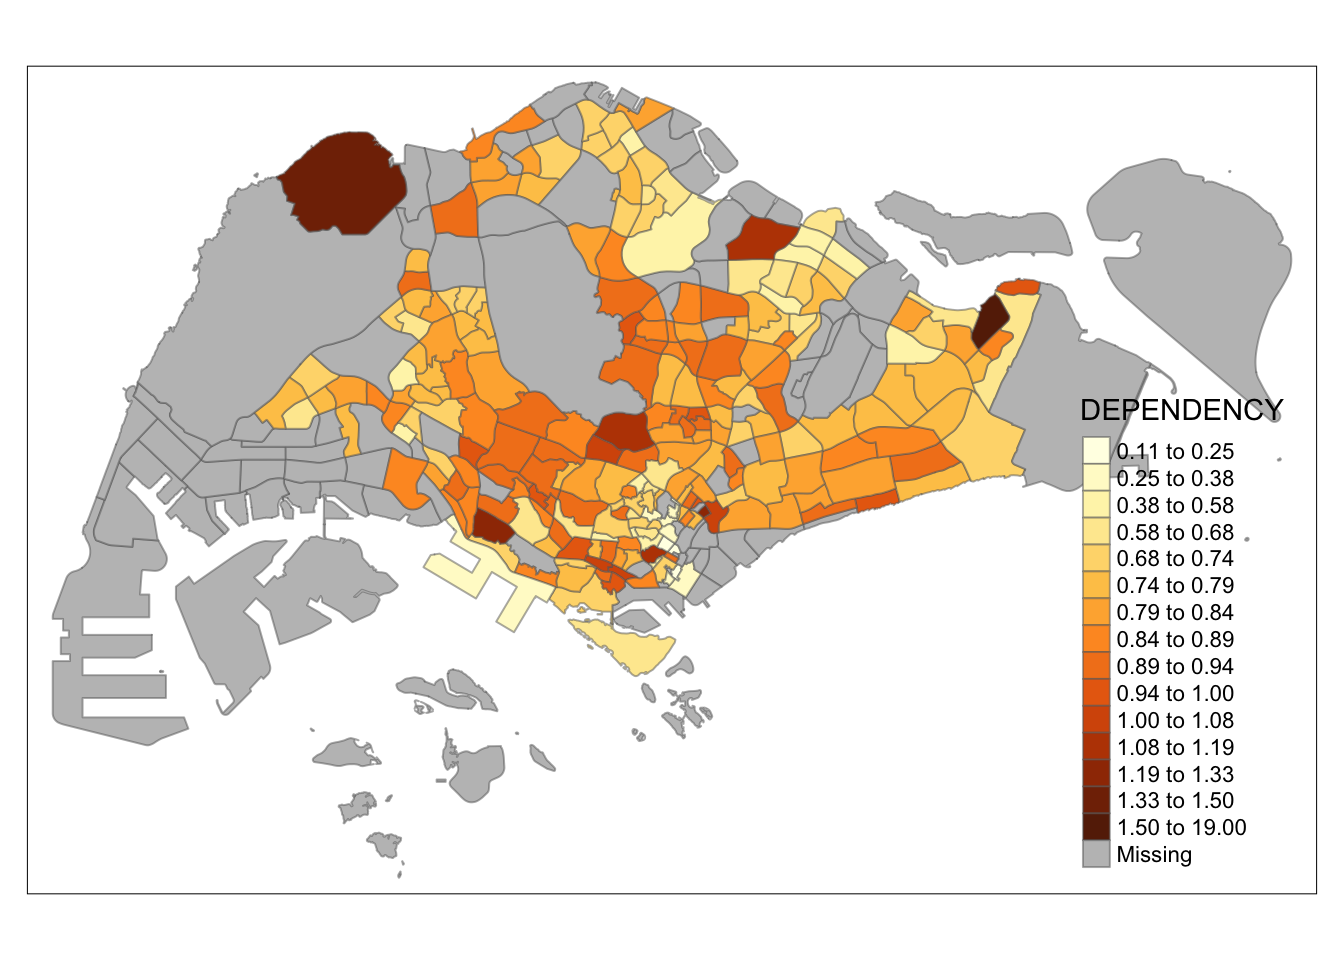 DEPENDENCY
0.11 to 0.25
0.25 to 0.38
0.38 to 0.58
0.58 to 0.68
0.68 to 0.74
0.74 to 0.79
0.79 to 0.84
0.84 to 0.89
0.89 to 0.94
0.94 to 1.00
1.00 to 1.08
1.08 to 1.19
1.19 to 1.33
1.33 to 1.50
1.50 to 19.00
Missing